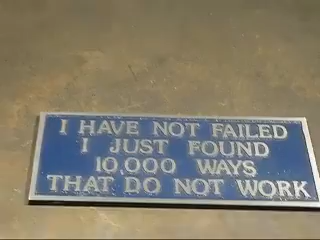 I HAVE NOT FAILED
I JUST FOUND
10,000 WAYS
THAT DO NOT WORK